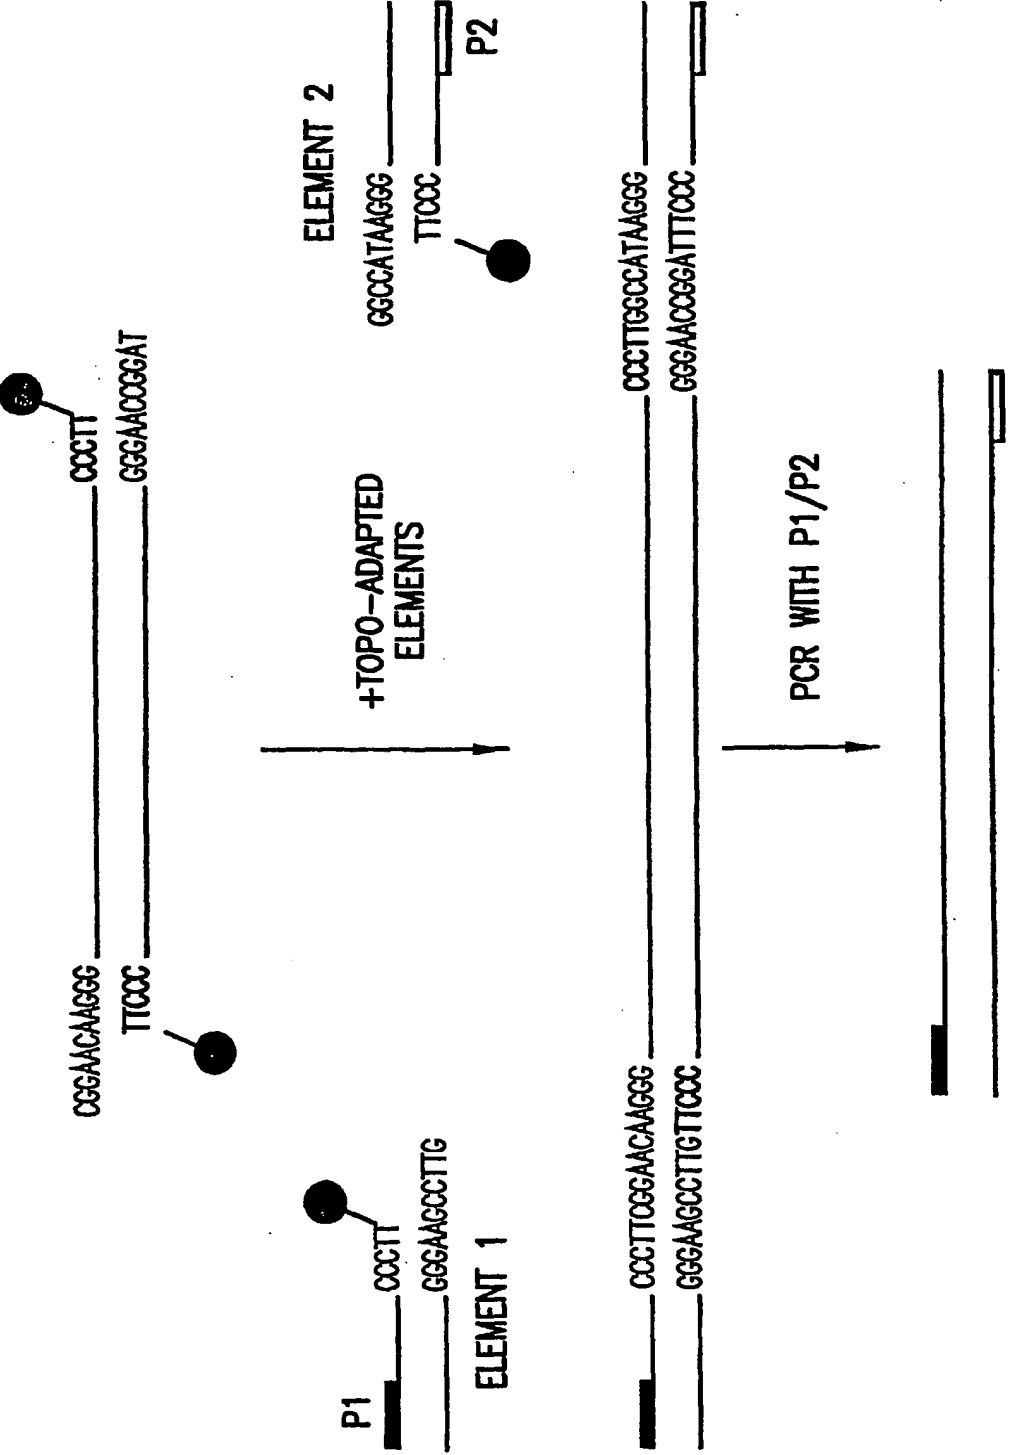 CGGAACAAGGG CCCTT
TTCCC GGGAACCGGAT
P1 CCCTT
GGGAAGCCTTG
ELEMENT 1
+TOPO-ADAPTED
ELEMENTS
ELEMENT 2
GGCCATAAGGG
TTCCC
P2
CCCTTCGGAACAAGGG CCCTTGGCCATAAGGG
GGGAAGCCTTGTTCCC GGGAACCGGATTTCCC
PCR WITH P1/P2